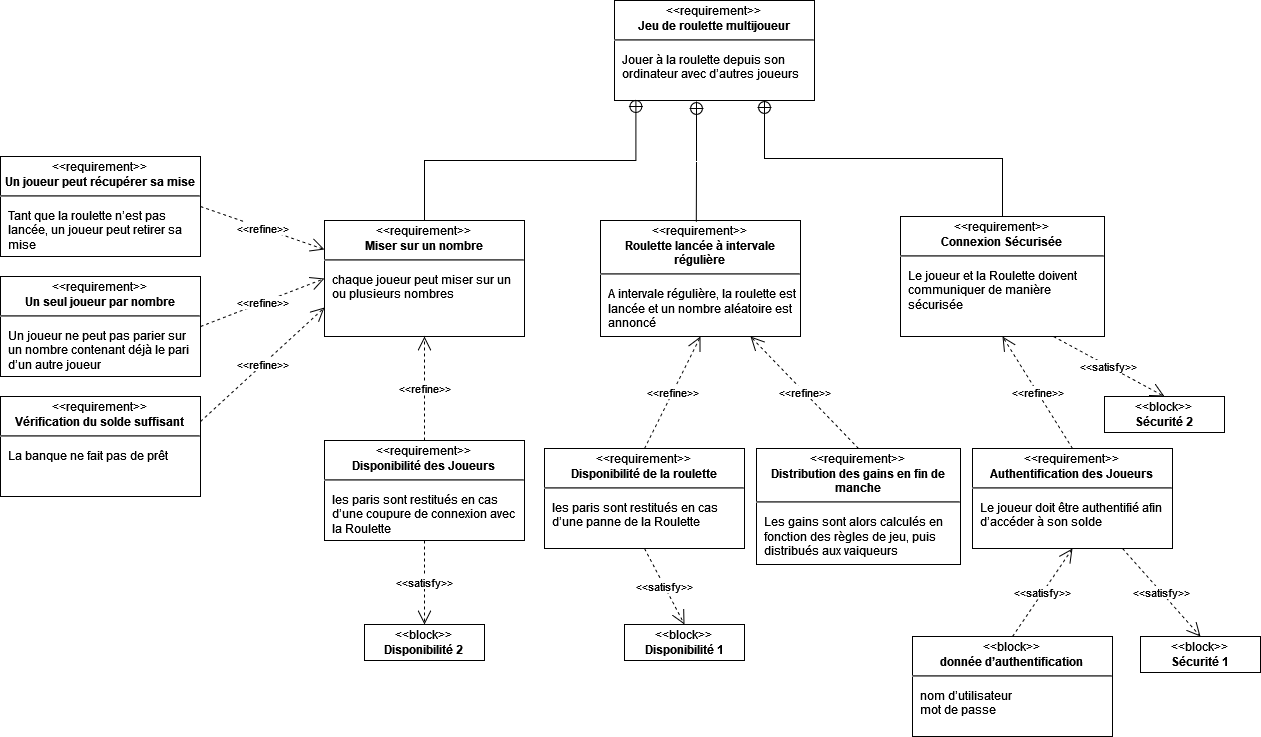 <<requirement>>
Jeu de roulette multijoueur
Jouer à la roulette depuis son
ordinateur avec d'autres joueurs
<<requirement>>
Un joueur peut récupérer sa mise
Tant que la roulette n'est pas
lancée, un joueur peut retirer sa
mise
<<refine>>
<<requirement>>
Un seul joueur par nombre
Un joueur ne peut pas parier sur
un nombre contenant déjà le pari
d'un autre joueur
<<refine>>
<<requirement>>
Vérification du solde suffisant
La banque ne fait pas de prêt
<<refine>>
<<requirement>>
Miser sur un nombre
chaque joueur peut miser sur un
ou plusieurs nombres
<<requirement>>
Roulette lancée à intervale
régulière
A intervale régulière, la roulette est
lancée et un nombre aléatoire est
annoncé
<<requirement>>
Connexion Sécurisée
Le joueur et la Roulette doivent
communiquer de manière
sécurisée
<<satisfy>>
<<block>>
Sécurité 2
<<refine>>
<<refine>>
<<refine>>
<<refine>>
<<requirement>>
Disponibilité des Joueurs
les paris sont restitués en cas
d'une coupure de connexion avec
la Roulette
<<requirement>>
Disponibilité de la roulette
les paris sont restitués en cas
d'une panne de la Roulette
<<requirement>>
Distribution des gains en fin de
manche
Les gains sont alors calculés en
fonction des règles de jeu, puis
distribués aux vaiqueurs
<<requirement>>
Authentification des Joueurs
Le joueur doit être authentifié afin
d'accéder à son solde
<<satisfy>>
<<satisfy>>
<<satisfy>>
<<satisfy>>
<<block>>
Disponibilité 2
<<block>>
Disponibilité 1
<<block>>
donnée d'authentification
nom d'utilisateur
mot de passe
<<block>>
Sécurité 1